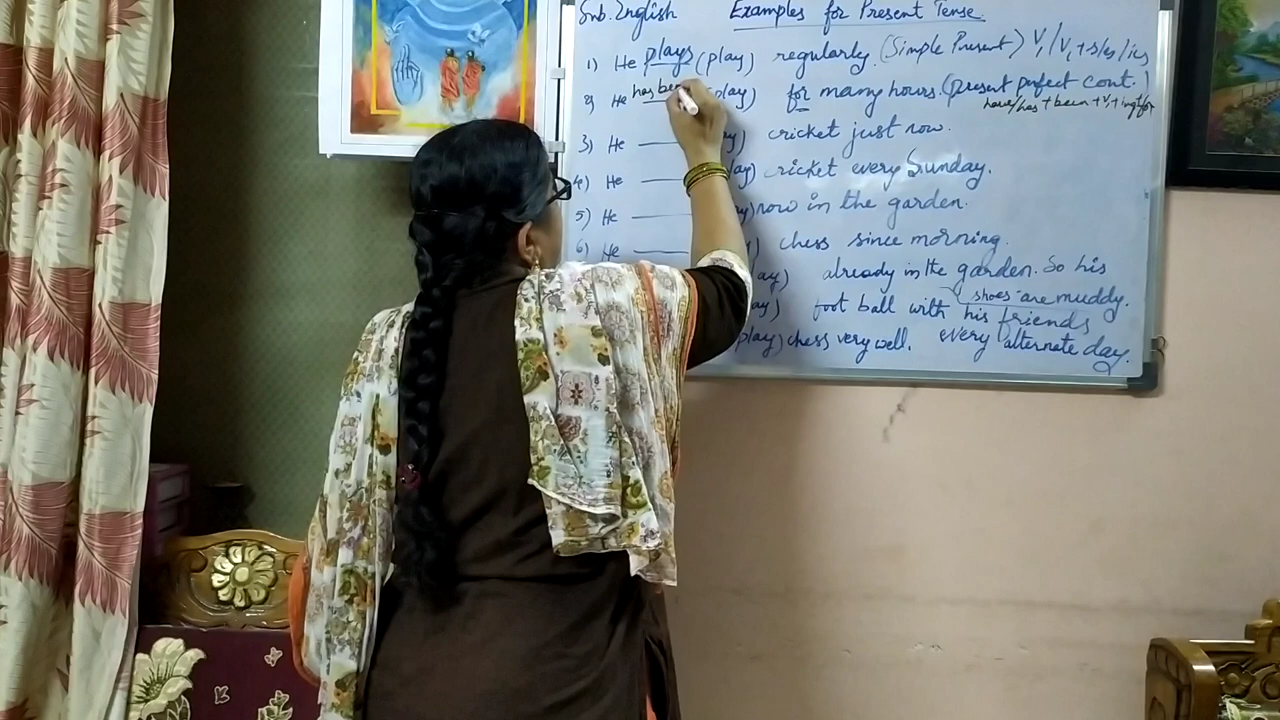 Sub. English Examples for Present Tense
1) He plays (play) regularly. (Simple Present) V1/V1+s/es/ies
2) He has been (play) for many hours. (present perfect cont.)
have/has + been + V1+ing+for
3) He ___ cricket just now.
4) He ___ cricket every Sunday.
5) He ___ now in the garden.
6) He ___ chess since morning.
already in the garden. So his
shoes are muddy.
foot ball with his friends
every alternate day.
(play) chess very well.